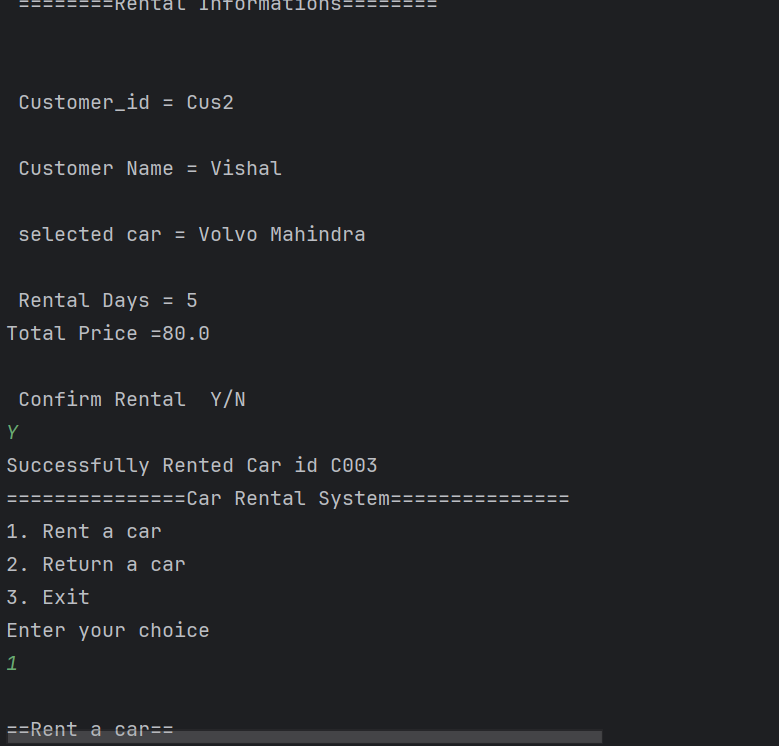 ========Rental Informations========
Customer_id = Cus2
Customer Name = Vishal
selected car = Volvo Mahindra
Rental Days = 5
Total Price =80.0
Confirm Rental  Y/N
Y
Successfully Rented Car id C003
===============Car Rental System===============
1. Rent a car
2. Return a car
3. Exit
Enter your choice
1
==Rent a car==